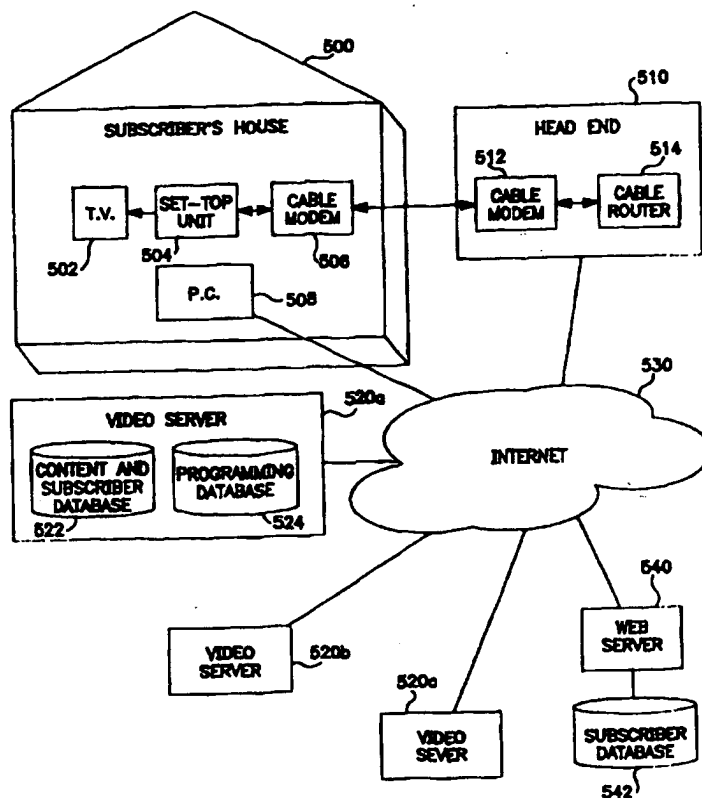 500
SUBSCRIBER'S HOUSE
T.V.
502
SET-TOP
UNIT
504
CABLE
MODEM
506
P.C.
508
510
HEAD END
512
CABLE
MODEM
514
CABLE
ROUTER
530
INTERNET
520a
VIDEO SERVER
CONTENT AND
SUBSCRIBER
DATABASE
522
PROGRAMMING
DATABASE
524
VIDEO
SERVER
520b
520c
VIDEO
SEVER
540
WEB
SERVER
SUBSCRIBER
DATABASE
542